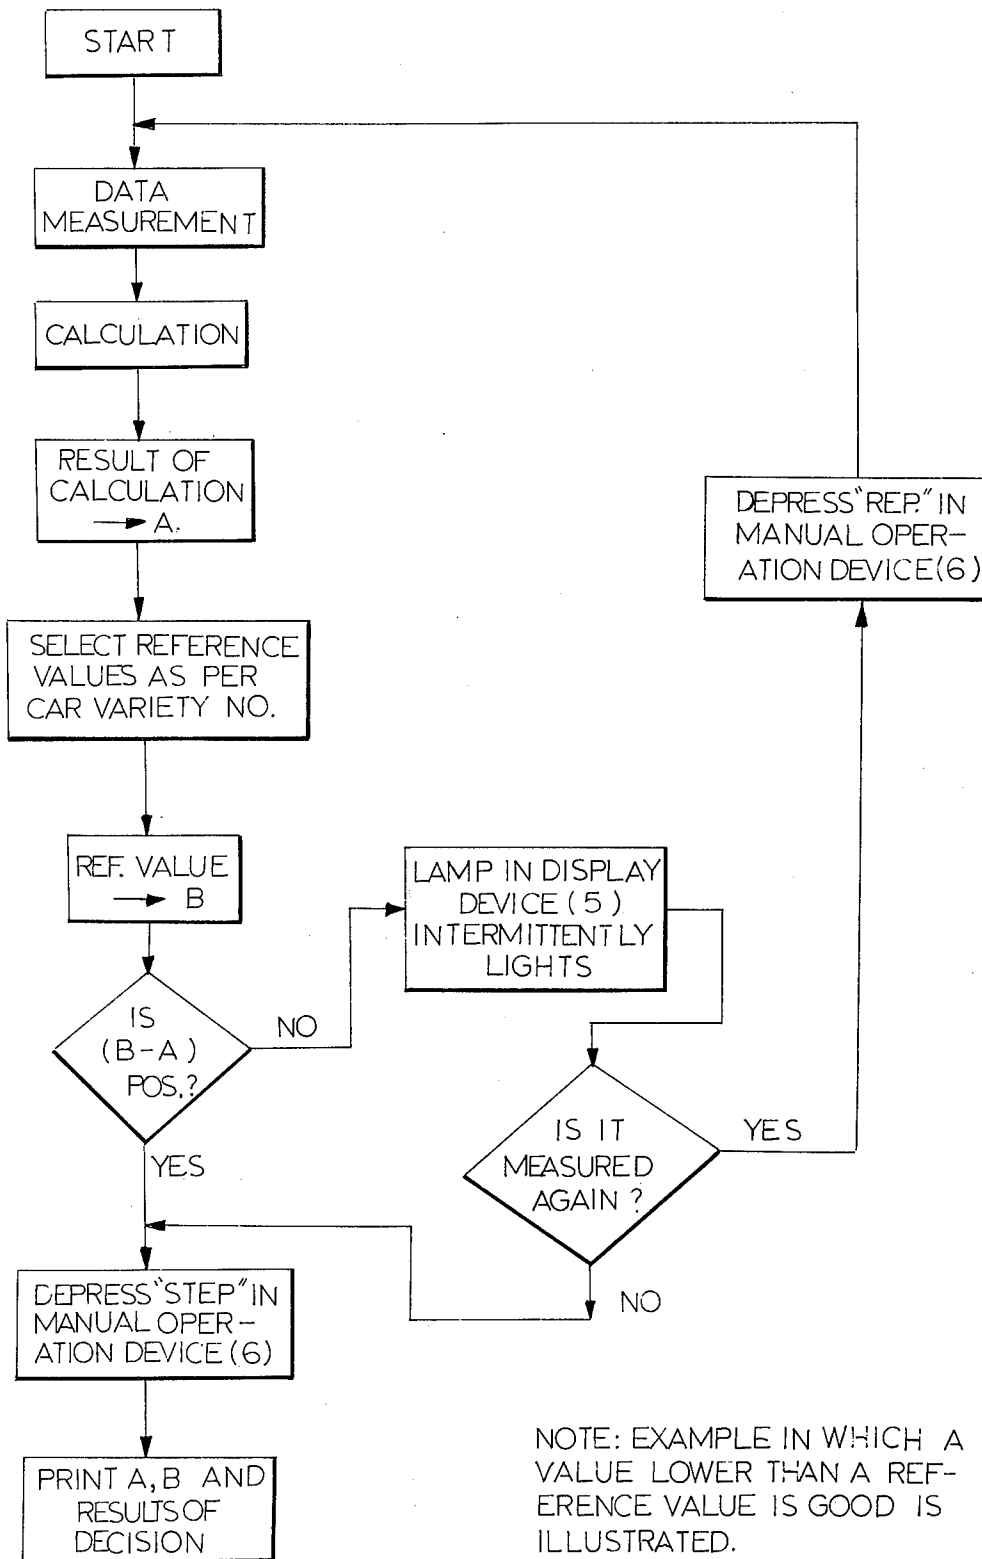 START
DATA
MEASUREMENT
CALCULATION
RESULT OF
CALCULATION
→ A.
SELECT REFERENCE
VALUES AS PER
CAR VARIETY NO.
REF. VALUE
→ B
IS
(B-A)
POS.?
NO
YES
LAMP IN DISPLAY
DEVICE (5)
INTERMITTENTLY
LIGHTS
IS IT
MEASURED
AGAIN ?
YES
NO
DEPRESS "REP." IN
MANUAL OPER-
ATION DEVICE (6)
DEPRESS "STEP" IN
MANUAL OPER-
ATION DEVICE (6)
PRINT A, B AND
RESULTS OF
DECISION
NOTE: EXAMPLE IN WHICH A
VALUE LOWER THAN A REF-
ERENCE VALUE IS GOOD IS
ILLUSTRATED.